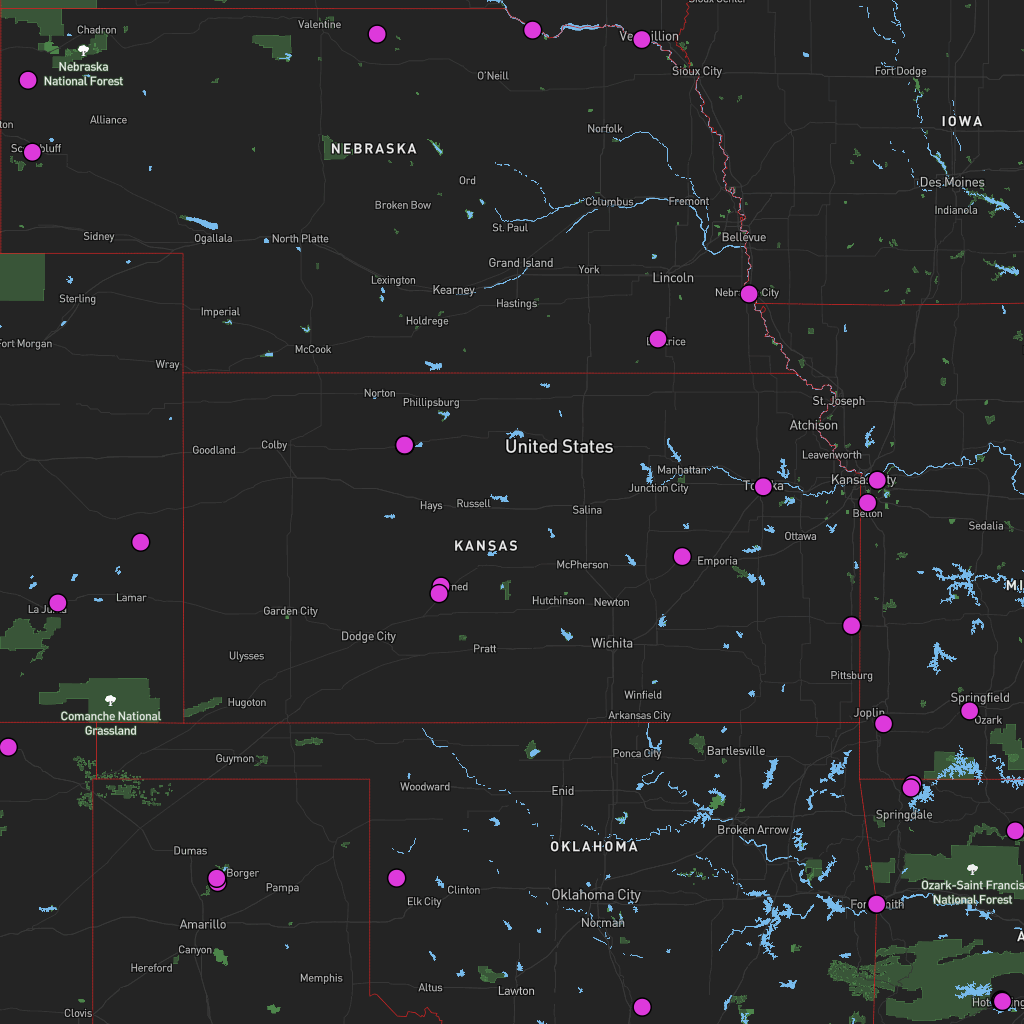 Sioux Center
Valentine
Chadron
Nebraska
National Forest
O'Neill
Sioux City
Fort Dodge
Alliance
IOWA
Norfolk
NEBRASKA
Ord
Des Moines
Broken Bow
Columbus
Fremont
Indianola
St. Paul
Sidney
Ogallala
North Platte
Bellevue
Grand Island
York
Lincoln
Lexington
Kearney
Sterling
Hastings
Imperial
Holdrege
Fort Morgan
McCook
Wray
Norton
Phillipsburg
St. Joseph
Atchison
Goodland
Colby
United States
Leavenworth
Manhattan
Junction City
Hays
Russell
Salina
Belton
Sedalia
Ottawa
KANSAS
McPherson
Emporia
Lamar
Garden City
Hutchinson
Newton
Dodge City
Pratt
Wichita
Ulysses
Pittsburg
Hugoton
Winfield
Arkansas City
Joplin
Springfield
Ozark
Comanche National
Grassland
Guymon
Ponca City
Bartlesville
Woodward
Enid
Springdale
Broken Arrow
Dumas
OKLAHOMA
Borger
Pampa
Clinton
Elk City
Oklahoma City
Ozark-Saint Francis
National Forest
Amarillo
Norman
Canyon
Hereford
Memphis
Altus
Lawton
Clovis